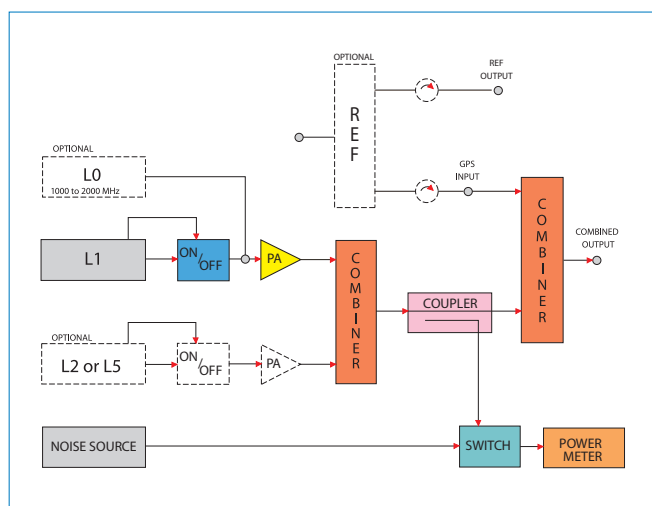 OPTIONAL
REF
OUTPUT
REF
OPTIONAL
L0
1000 to 2000 MHz
GPS
INPUT
COMBINER
COMBINED
OUTPUT
L1
ON/
OFF
PA
COMBINER
COUPLER
OPTIONAL
L2 or L5
ON/
OFF
PA
NOISE SOURCE
SWITCH
POWER
METER